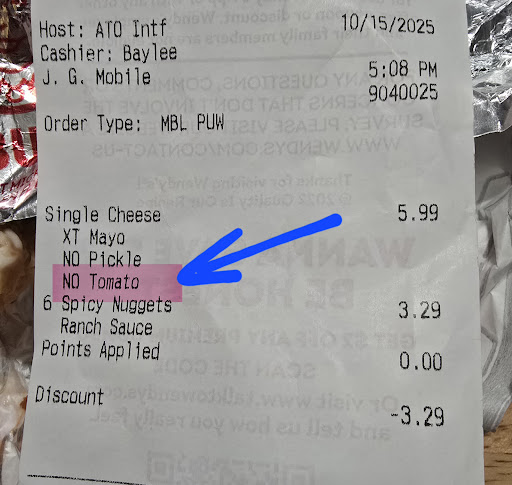 Host: ATO Intf 10/15/2025
Cashier: Baylee
J. G. Mobile 5:08 PM
9040025
Order Type: MBL PUW
Single Cheese 5.99
XT Mayo
NO Pickle
NO Tomato
6 Spicy Nuggets 3.29
Ranch Sauce
Points Applied 0.00
Discount -3.29